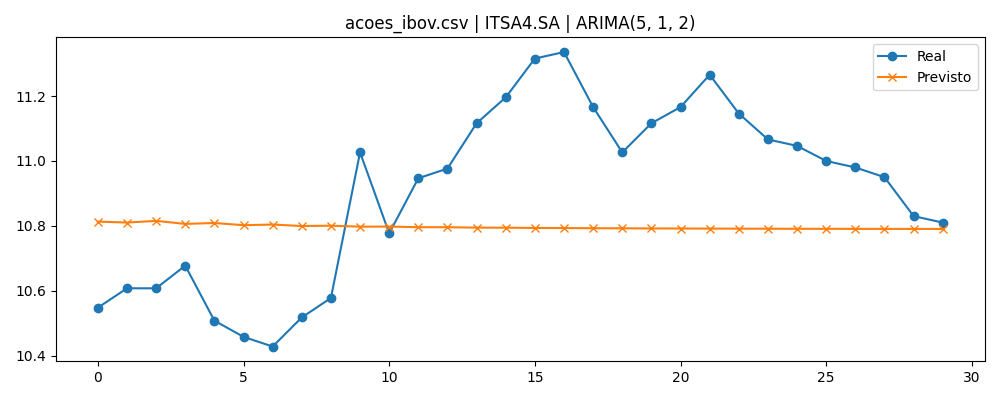 acoes_ibov.csv | ITSA4.SA | ARIMA(5, 1, 2)
Real
Previsto
11.2
11.0
10.8
10.6
10.4
0 5 10 15 20 25 30